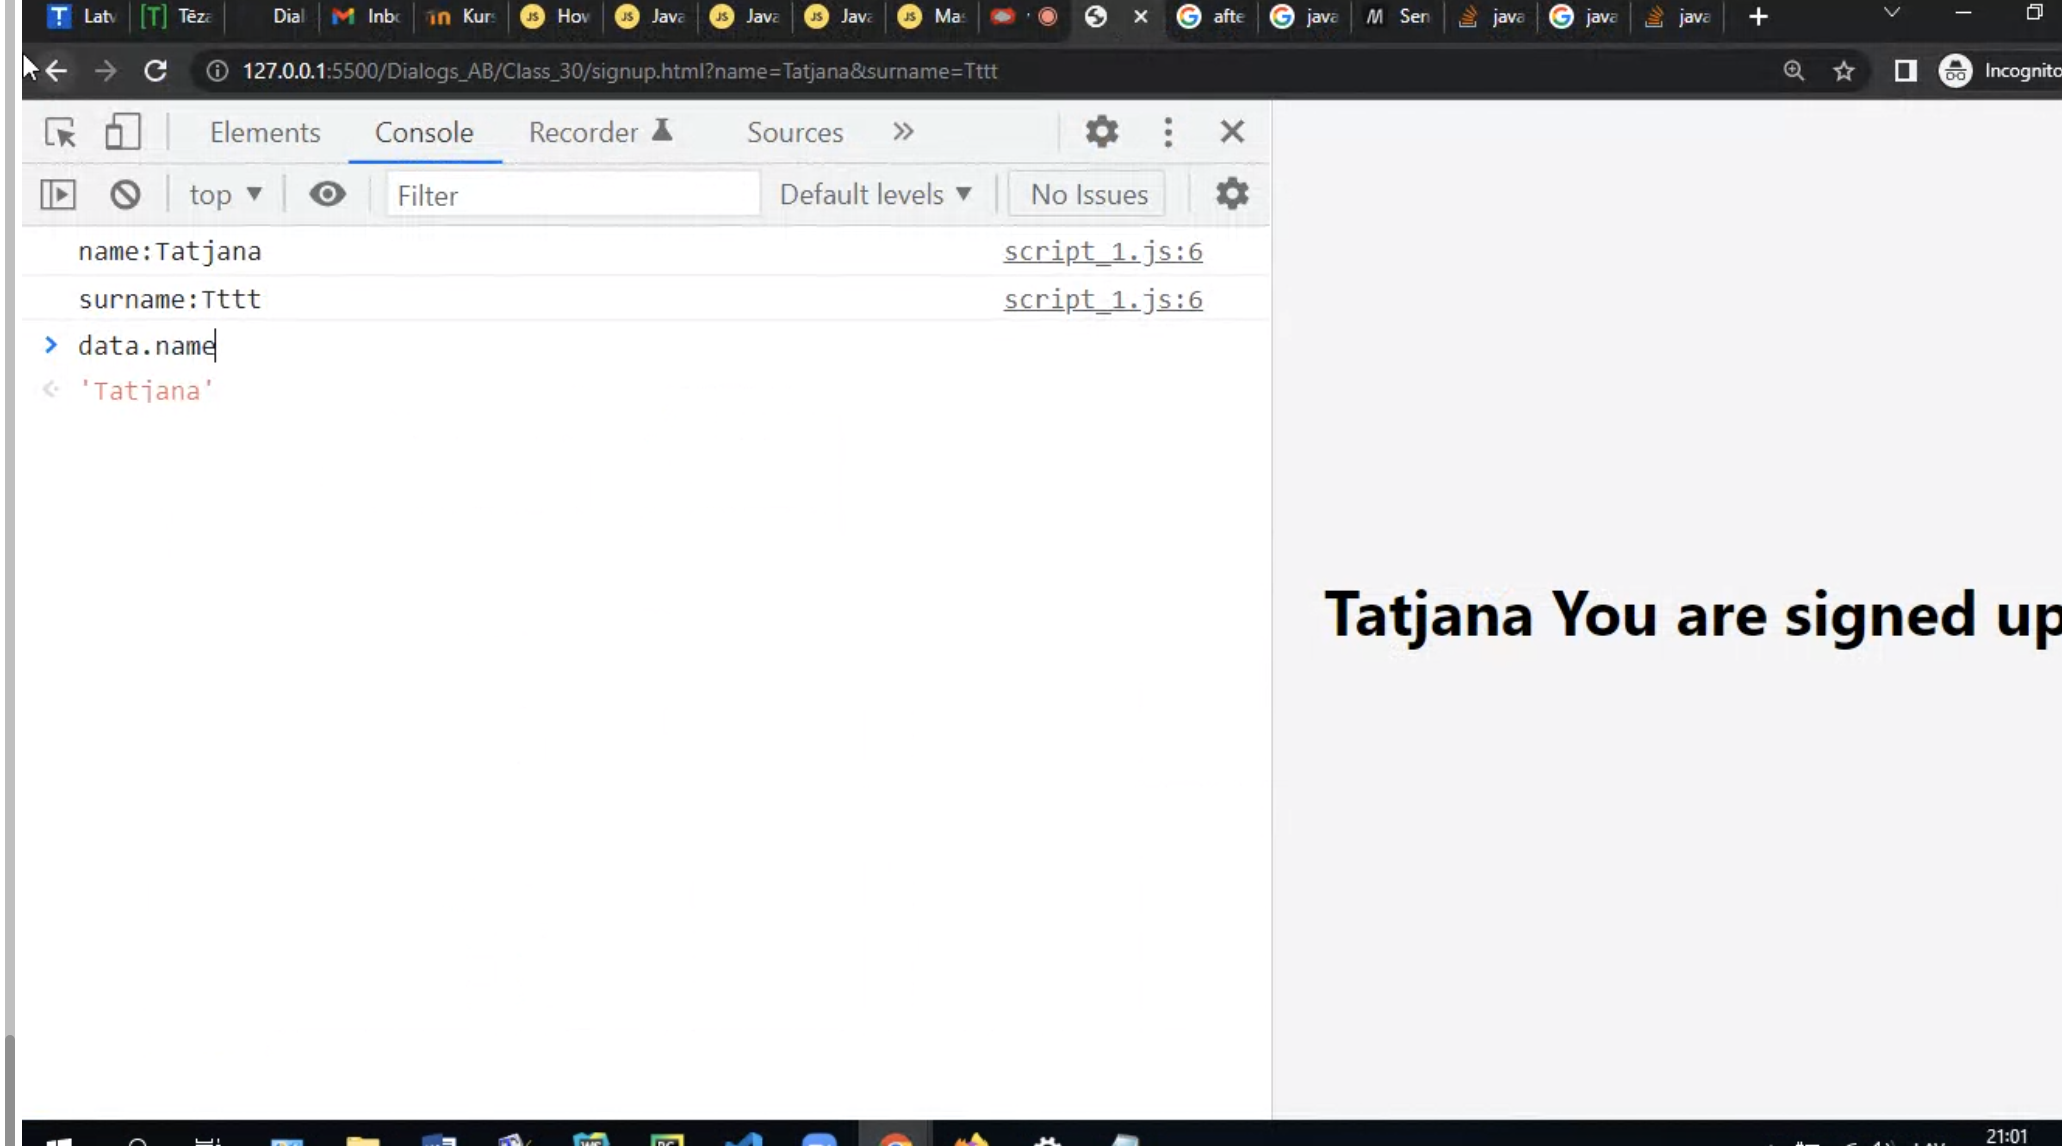 Latv Tēza Dial Inbo Kurs How Java Java Java Mas afte java Sen java java java
127.0.0.1:5500/Dialogs_AB/Class_30/signup.html?name=Tatjana&surname=Tttt Incognito
Elements Console Recorder Sources
top Filter Default levels No Issues
name:Tatjana script_1.js:6
surname:Tttt script_1.js:6
data.name
'Tatjana'
Tatjana You are signed up
21:01